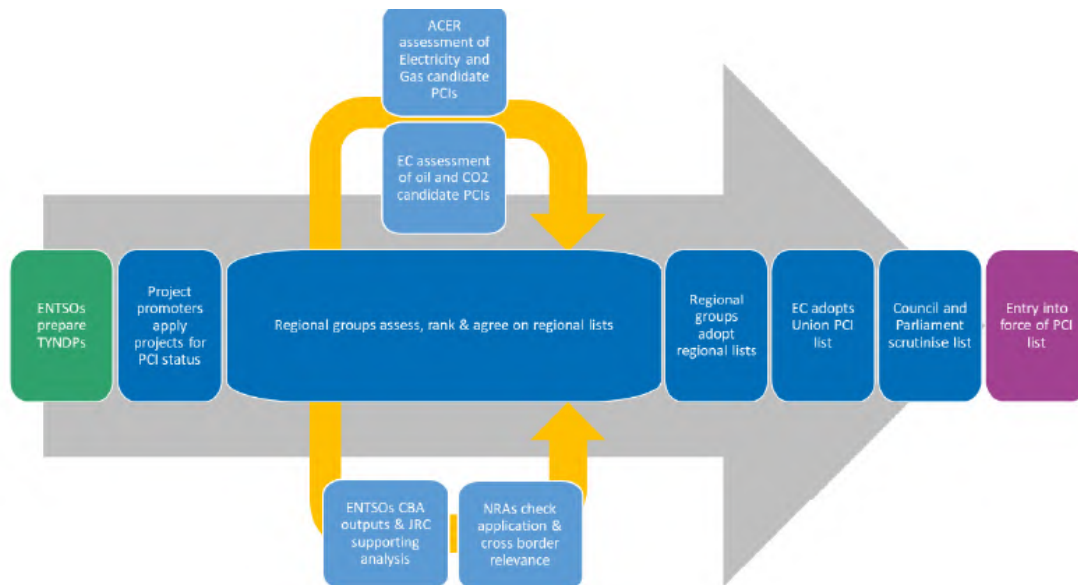 ACER
assessment of
Electricity and
Gas candidate
PCIs
EC assessment
of oil and CO2
candidate PCIs
ENTSOs
prepare
TYNDPs
Project
promoters
apply
projects for
PCI status
Regional groups assess, rank & agree on regional lists
Regional
groups
adopt
regional lists
EC adopts
Union PCI
list
Council and
Parliament
scrutinise list
Entry into
force of PCI
list
ENTSOs CBA
outputs & JRC
supporting
analysis
NRAs check
application &
cross border
relevance